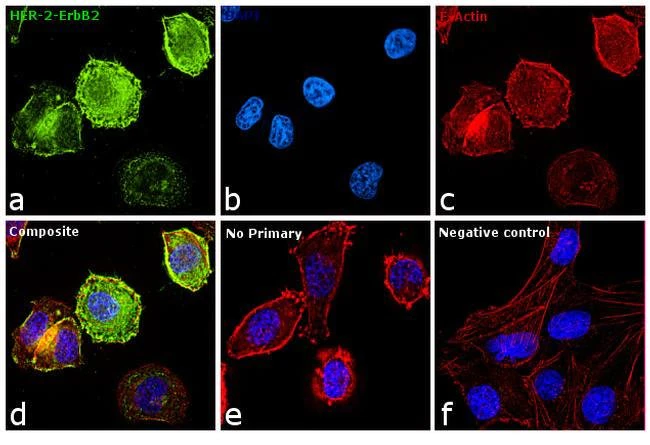 HER-2-ErbB2
DAPI
F-Actin
a
b
c
Composite
No Primary
Negative control
d
e
f